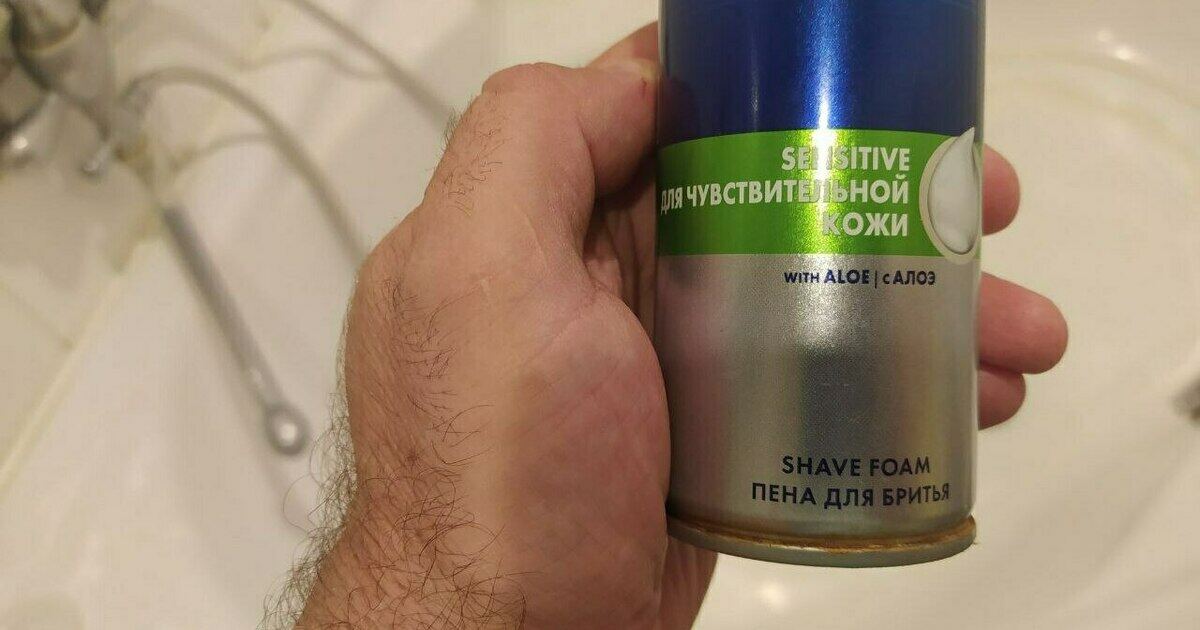 SENSITIVE
ДЛЯ ЧУВСТВИТЕЛЬНОЙ
КОЖИ
WITH ALOE | С АЛОЭ
SHAVE FOAM
ПЕНА ДЛЯ БРИТЬЯ